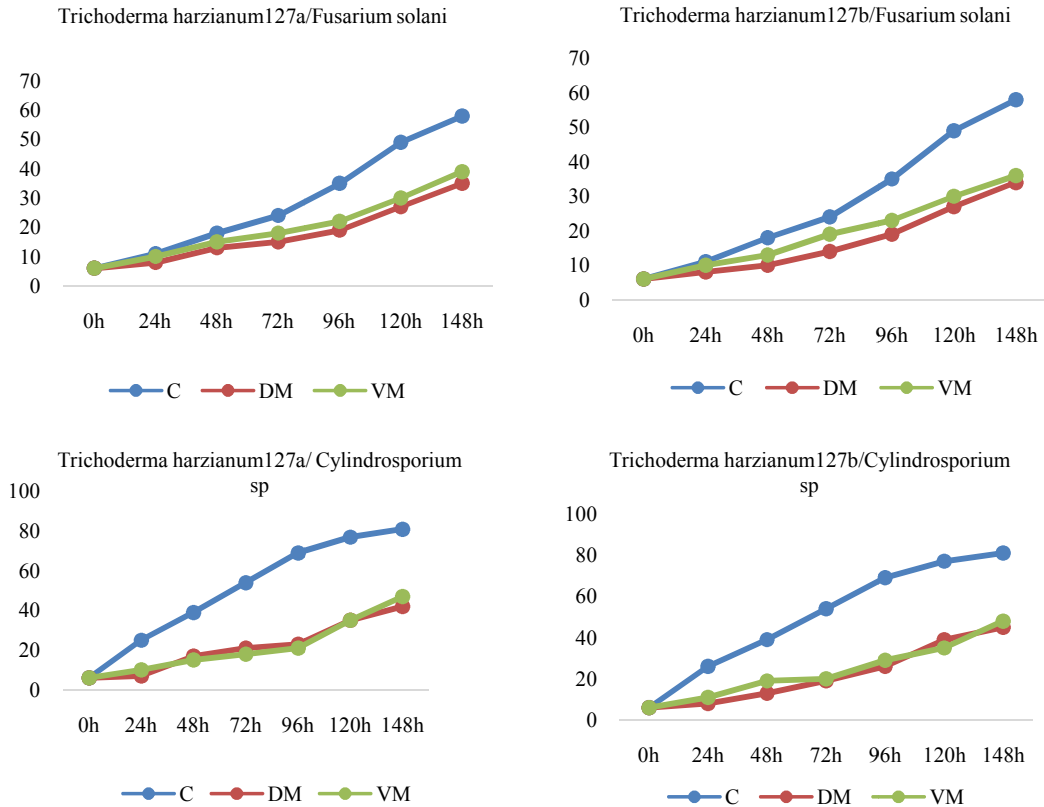 Trichoderma harzianum127a/Fusarium solani
70
60
50
40
30
20
10
0
0h 24h 48h 72h 96h 120h 148h
C DM VM
Trichoderma harzianum127b/Fusarium solani
70
60
50
40
30
20
10
0
0h 24h 48h 72h 96h 120h 148h
C DM VM
Trichoderma harzianum127a/ Cylindrosporium
sp
100
80
60
40
20
0
0h 24h 48h 72h 96h 120h 148h
C DM VM
Trichoderma harzianum127b/Cylindrosporium
sp
100
80
60
40
20
0
0h 24h 48h 72h 96h 120h 148h
C DM VM